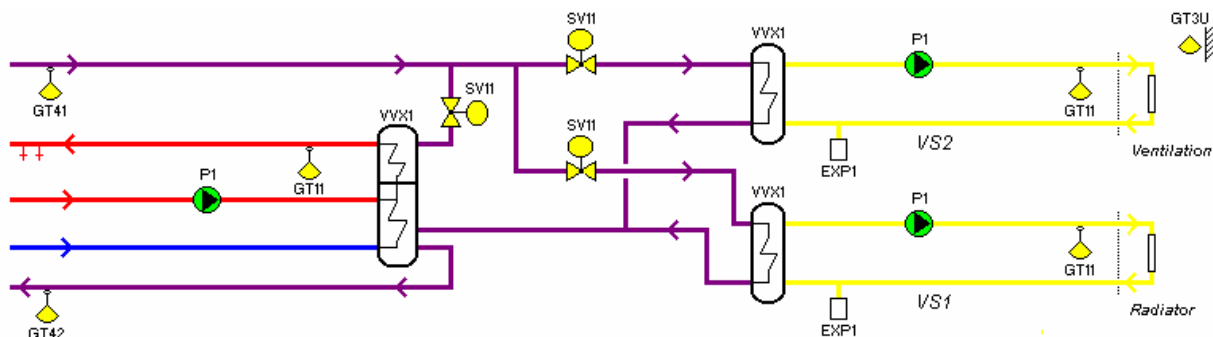 SV11
VVX1
P1
GT3U
GT41
SV11
GT11
VVX1
SV11
VS2
EXP1
Ventilation
GT11
P1
VVX1
P1
GT11
VS1
EXP1
Radiator
GT42